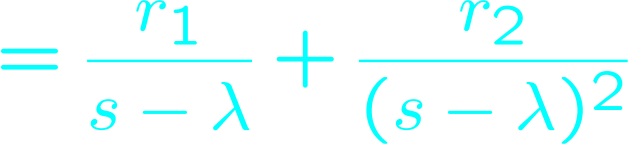 = r₁/(s − λ) + r₂/(s − λ)²